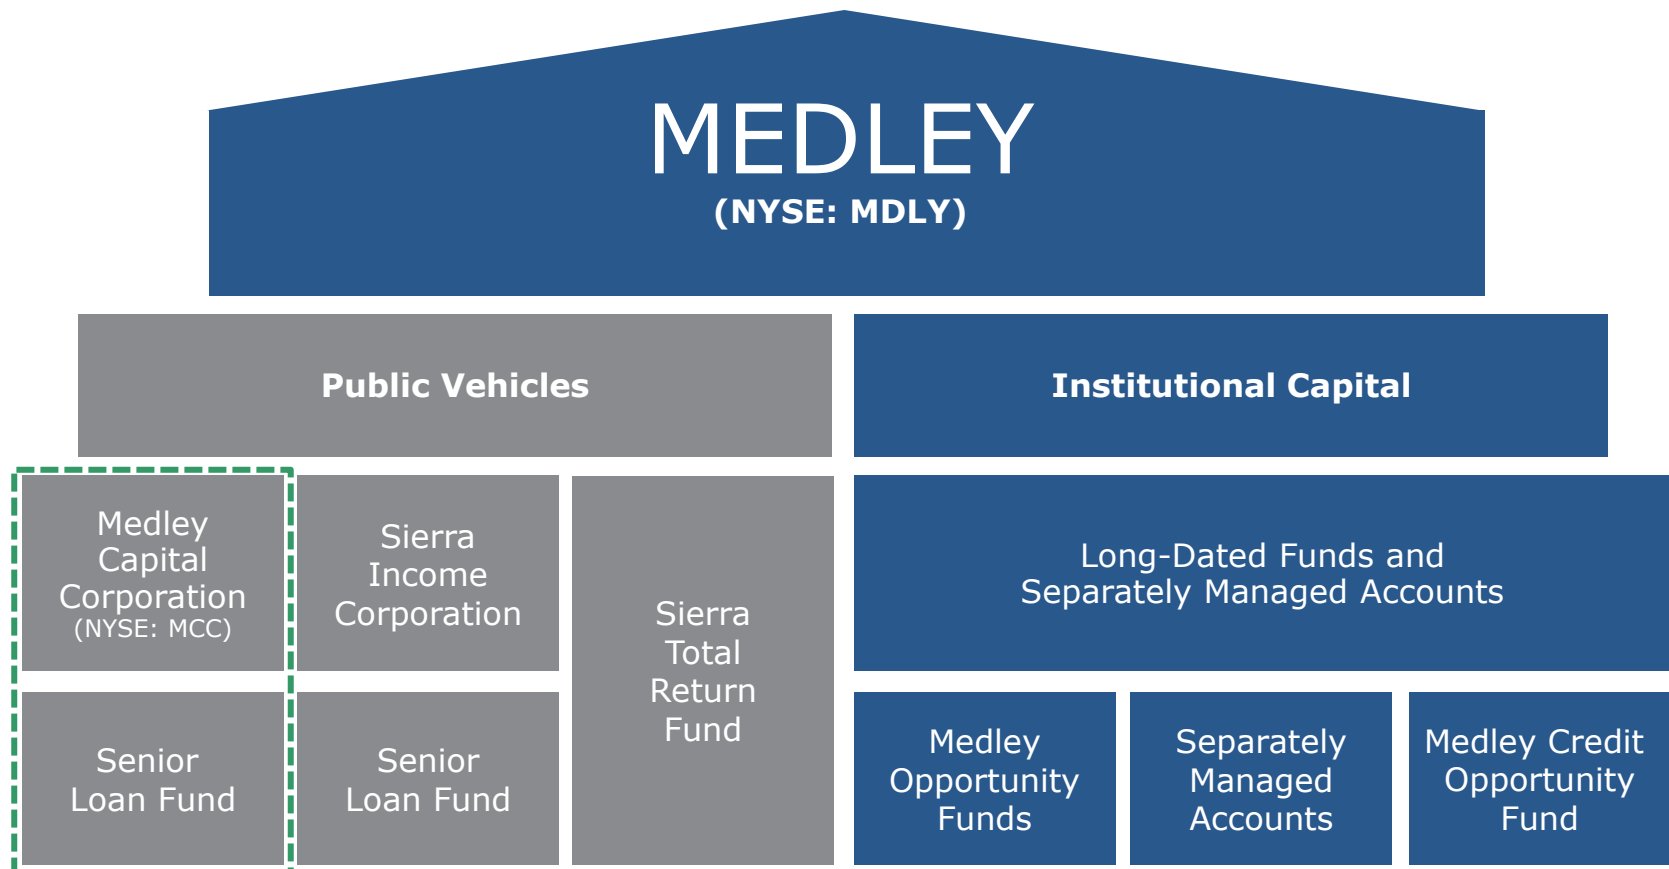 MEDLEY
(NYSE: MDLY)
Public Vehicles
Institutional Capital
Medley
Capital
Corporation
(NYSE: MCC)
Sierra
Income
Corporation
Sierra
Total
Return
Fund
Long-Dated Funds and
Separately Managed Accounts
Senior
Loan Fund
Senior
Loan Fund
Medley
Opportunity
Funds
Separately
Managed
Accounts
Medley Credit
Opportunity
Fund